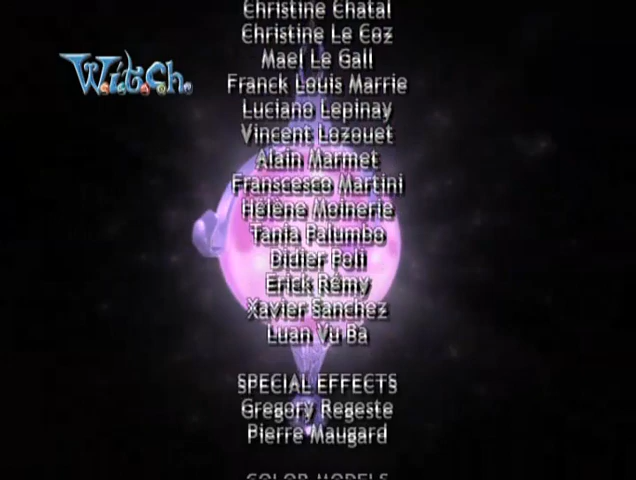 W.i.t.c.h.
Christine Chatal
Christine Le Coz
Mael Le Gall
Franck Louis Marrie
Luciano Lepinay
Vincent Lozouet
Alain Marmet
Franscesco Martini
Hélène Moinerie
Tania Palumbo
Didier Poli
Erick Rémy
Xavier Sanchez
Luan Vu Ba
SPECIAL EFFECTS
Gregory Regeste
Pierre Maugard
COLOR MODELS